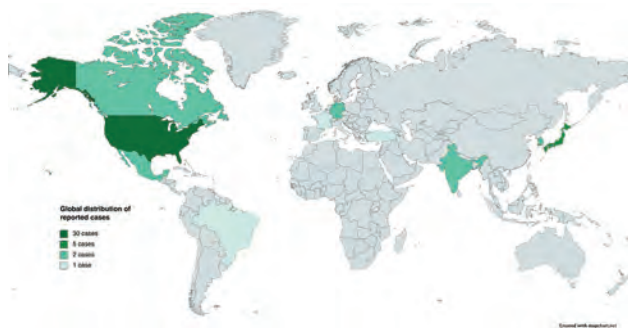 Global distribution of
reported cases
30 cases
5 cases
2 cases
1 case
Created with mapchart.net